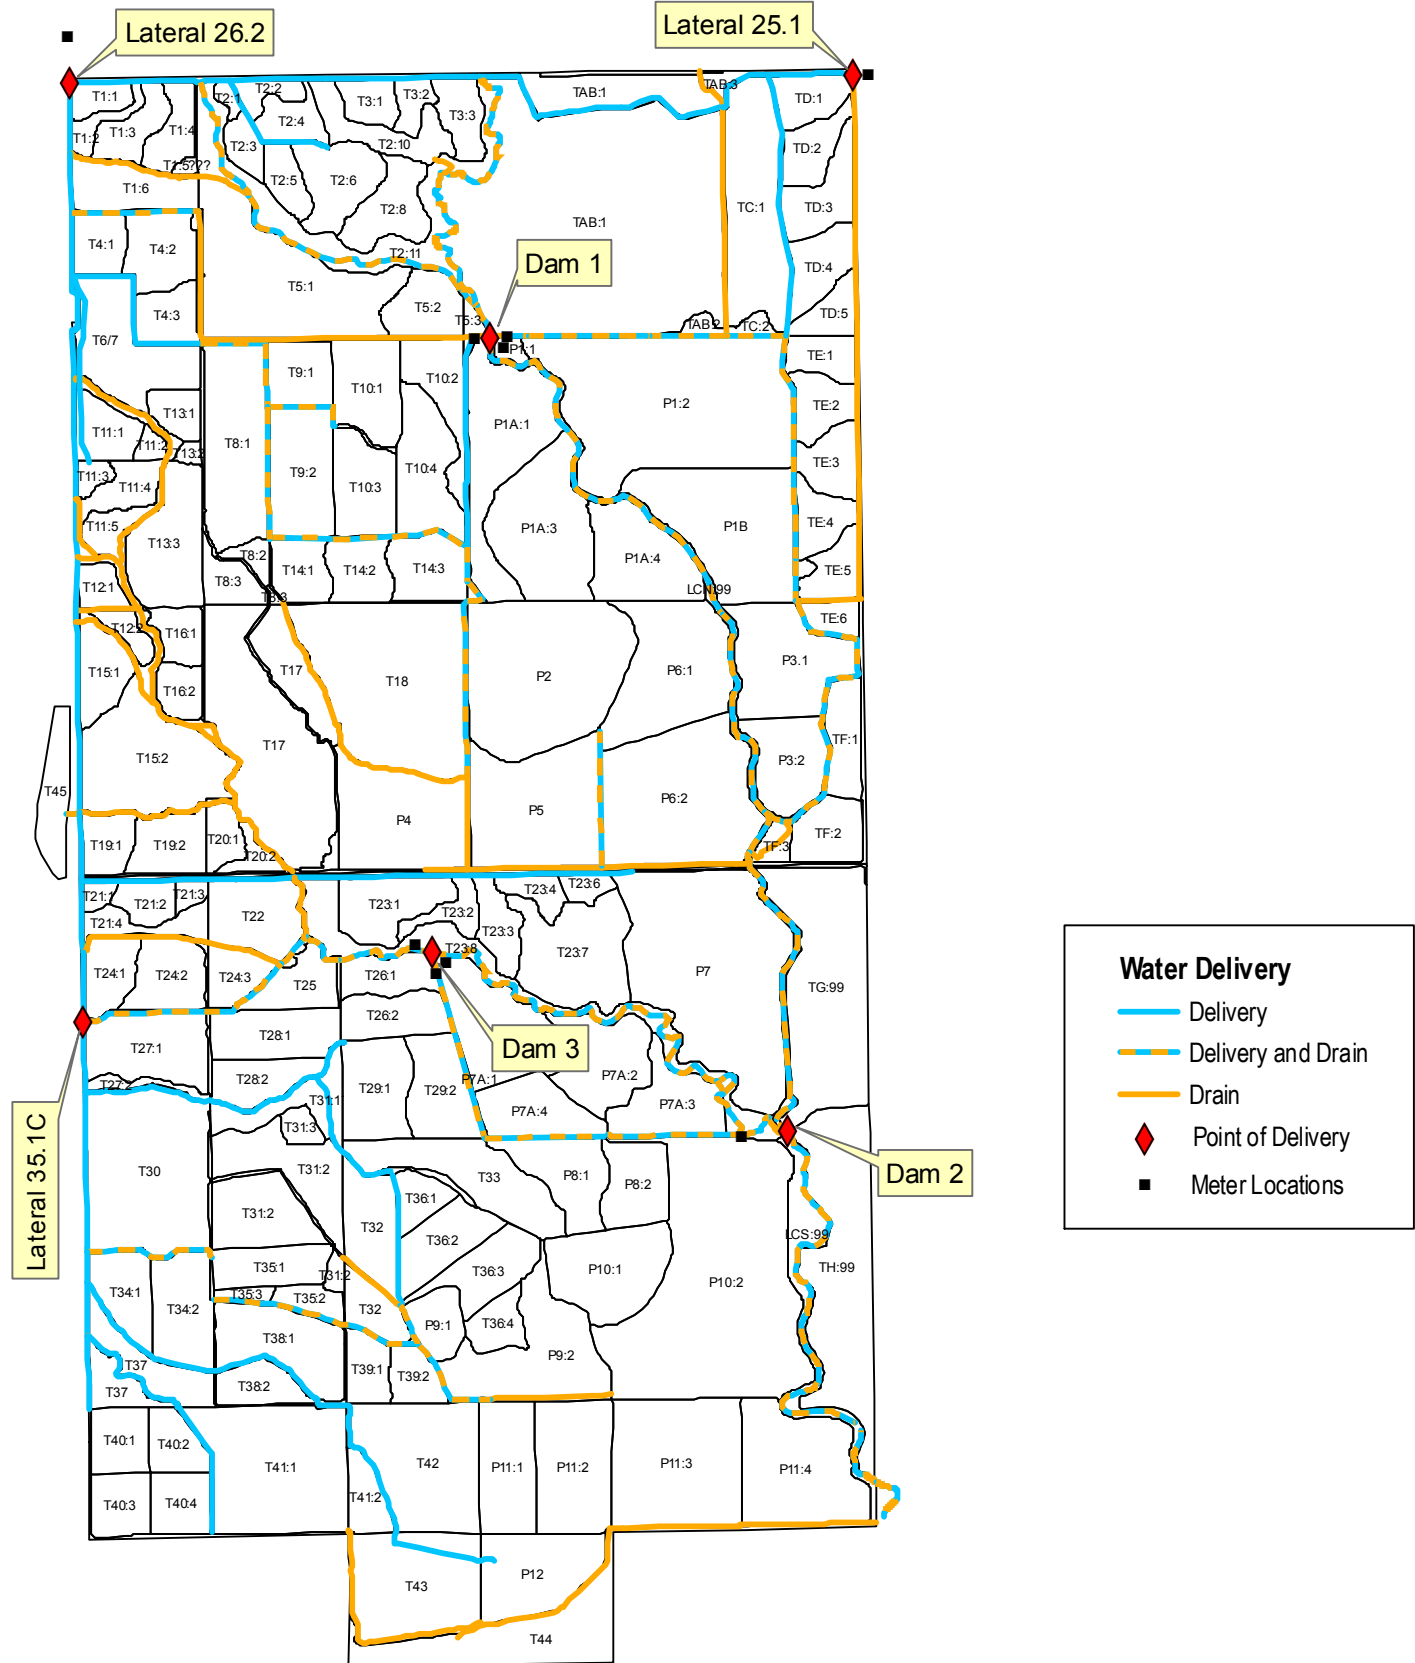 Lateral 26.2
Lateral 25.1
T1:1
T1:2
T1:3
T1:4
T1:5???
T1:6
T2:1
T2:2
T2:3
T2:4
T2:5
T2:6
T2:8
T2:10
T2:11
T3:1
T3:2
T3:3
TAB:1
TAB:3
TAB:1
TAB:2
TC:1
TC:2
TD:1
TD:2
TD:3
TD:4
TD:5
T4:1
T4:2
T4:3
T5:1
T5:2
T5:3
Dam 1
P1:1
T6/7
T9:1
T10:1
T10:2
P1A:1
P1:2
TE:1
TE:2
TE:3
TE:4
TE:5
TE:6
T13:1
T11:1
T11:2
T13:2
T8:1
T9:2
T10:3
T10:4
T11:3
T11:4
T11:5
T13:3
P1A:3
P1A:4
P1B
T8:2
T8:3
T8:3
T14:1
T14:2
T14:3
LCN:99
T12:1
T12:2
T16:1
T15:1
T16:2
T17
T18
P2
P6:1
P3.1
T15:2
T17
P3:2
TF:1
T45
P4
P5
P6:2
TF:2
TF:3
T19:1
T19:2
T20:1
T20:2
T21:1
T21:2
T21:3
T21:4
T22
T23:1
T23:2
T23:3
T23:4
T23:6
T23:7
T23:8
P7
TG:99
T24:1
T24:2
T24:3
T25
T26:1
T26:2
Dam 3
T27:1
T27:2
T28:1
T28:2
T29:1
T29:2
P7A:1
P7A:2
P7A:3
P7A:4
T31:1
T31:3
T30
T31:2
T31:2
T31:2
T32
T33
P8:1
P8:2
Dam 2
Lateral 35.1C
T36:1
T36:2
T36:3
T36:4
P10:1
P10:2
LCS:99
TH:99
T34:1
T34:2
T35:1
T35:3
T35:2
T32
P9:1
P9:2
T38:1
T38:2
T39:1
T39:2
T37
T37
T40:1
T40:2
T40:3
T40:4
T41:1
T41:2
T42
P11:1
P11:2
P11:3
P11:4
T43
P12
T44
Water Delivery
Delivery
Delivery and Drain
Drain
Point of Delivery
Meter Locations